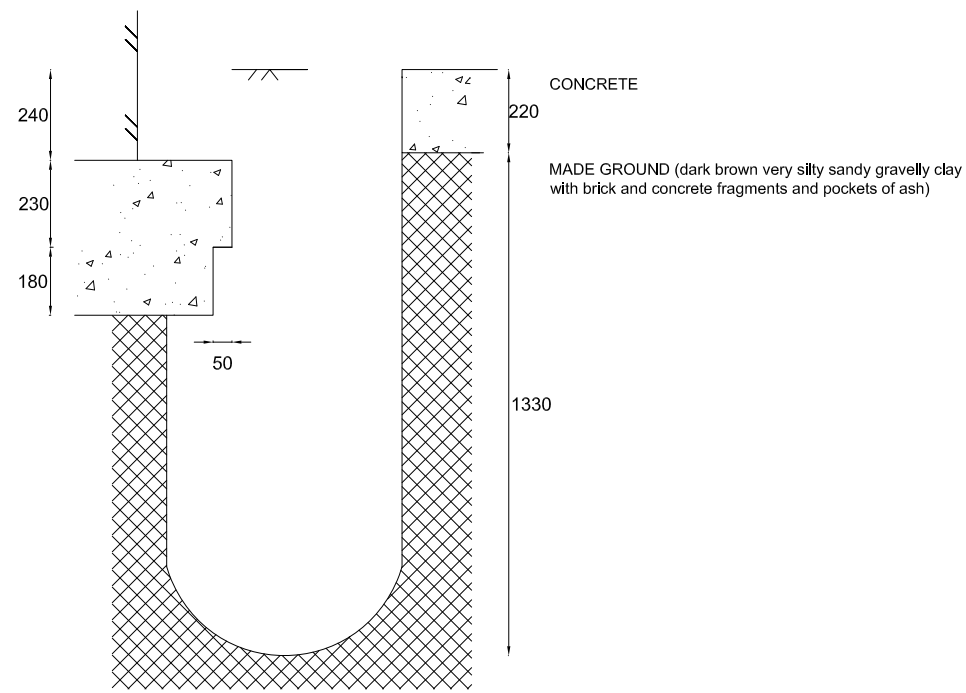 240
CONCRETE
220
MADE GROUND (dark brown very silty sandy gravelly clay
with brick and concrete fragments and pockets of ash)
230
180
50
1330